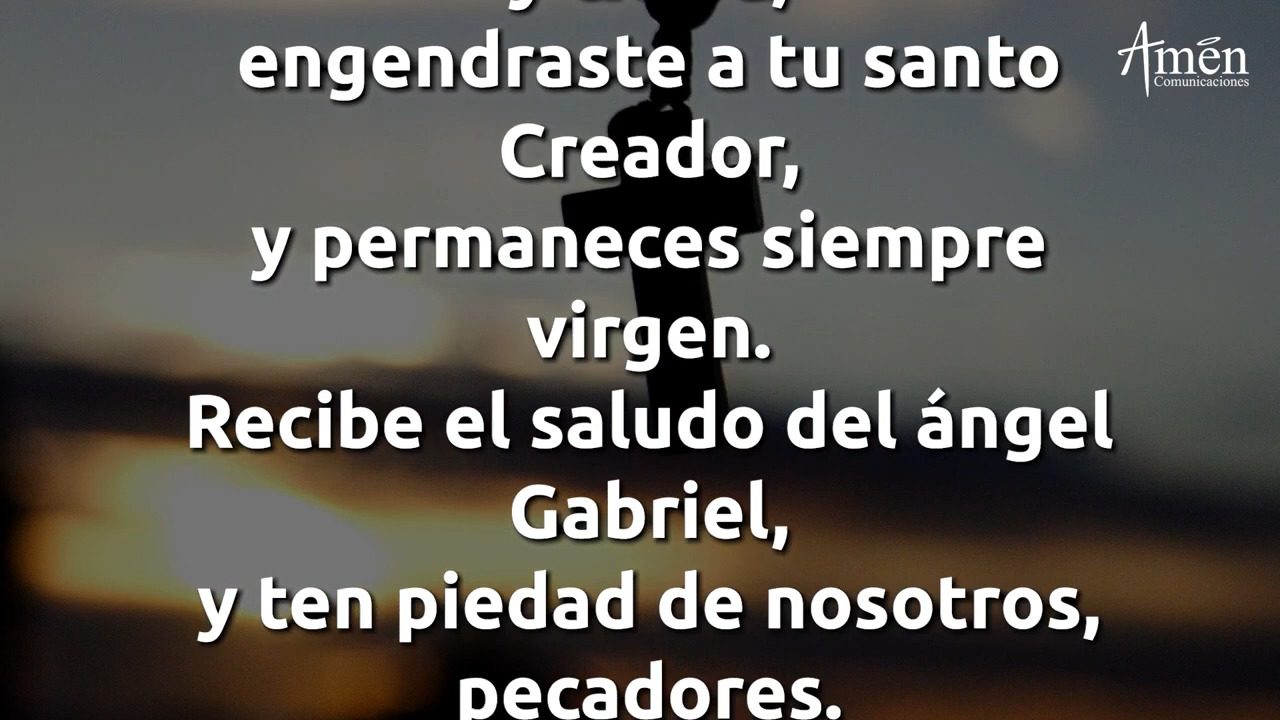 engendraste a tu santo
Creador,
y permaneces siempre
virgen.
Recibe el saludo del ángel
Gabriel,
y ten piedad de nosotros,
pecadores.
Amén
Comunicaciones